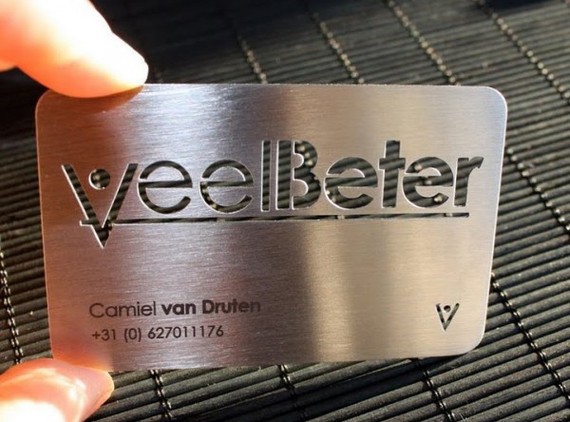 VeelBeter
Camiel van Druten
+31 (0) 627011176
V